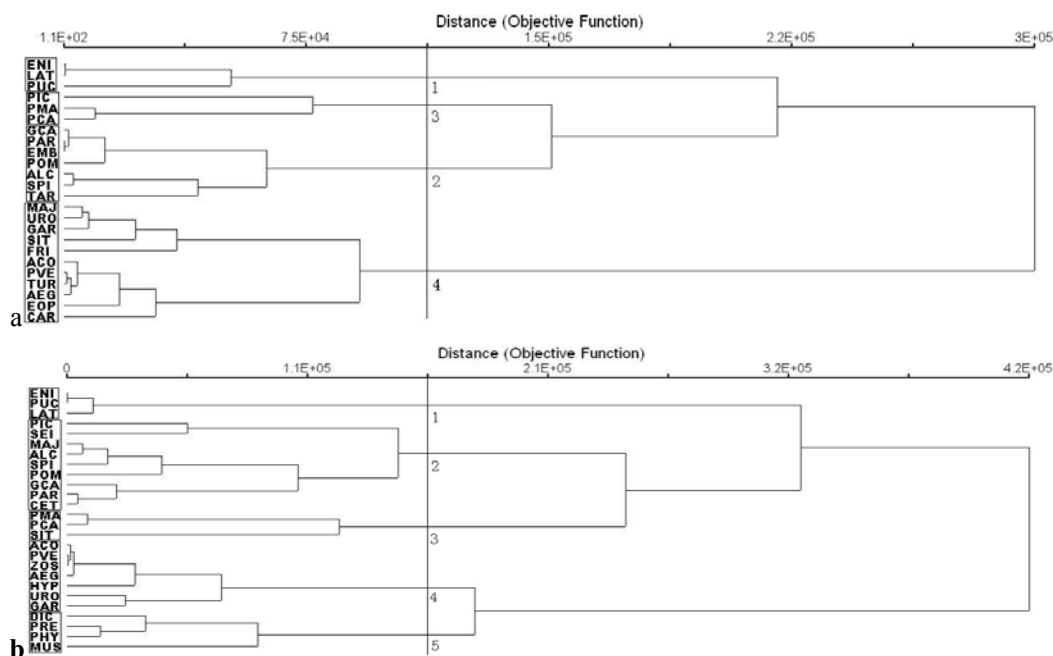 Distance (Objective Function)
1.1E+02 7.5E+04 1.5E+05 2.2E+05 3E+05
ENI
LAT
PUC
1
PIC
PMA
PCA
3
GCA
PAR
EMB
POM
ALC
SPI
TAR
2
MAJ
URO
GAR
SIT
FRI
ACO
PVE
TUR
AEG
EOP
CAR
4
a
Distance (Objective Function)
0 1.1E+05 2.1E+05 3.2E+05 4.2E+05
ENI
PUC
LAT
1
PIC
SEI
MAJ
ALC
SPI
POM
GCA
PAR
CET
2
PMA
PCA
SIT
3
ACO
PVE
ZOS
AEG
HYP
URO
GAR
4
DIC
PRE
PHY
MUS
5
b